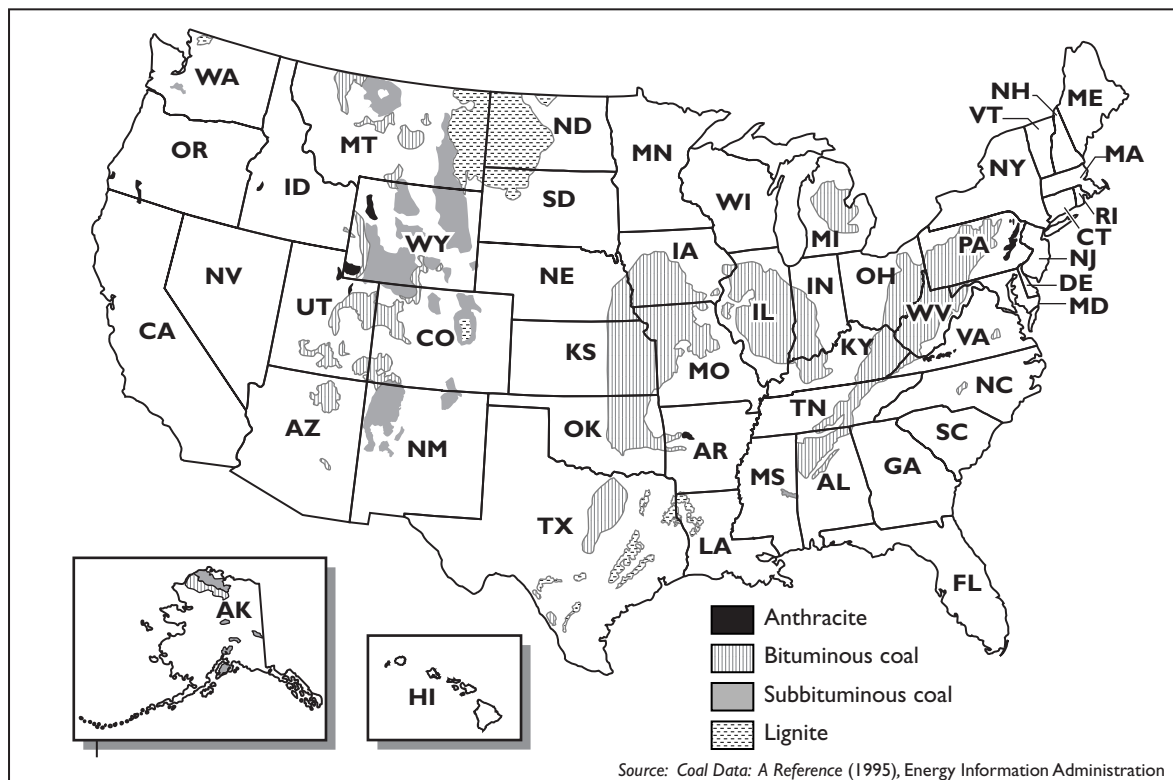 WA
OR
CA
ID
NV
MT
WY
UT
AZ
CO
NM
ND
SD
NE
KS
OK
TX
MN
IA
MO
AR
LA
WI
IL
MI
IN
OH
KY
TN
MS
AL
GA
FL
SC
NC
VA
WV
PA
NY
VT
NH
ME
MA
RI
CT
NJ
DE
MD
AK
HI
Anthracite
Bituminous coal
Subbituminous coal
Lignite
Source: Coal Data: A Reference (1995), Energy Information Administration